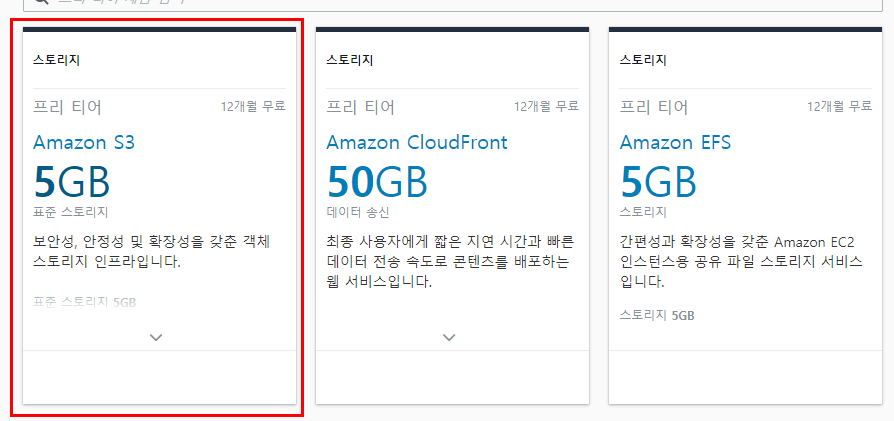 스토리지
프리 티어 12개월 무료
Amazon S3
5GB
표준 스토리지
보안성, 안정성 및 확장성을 갖춘 객체
스토리지 인프라입니다.
표준 스토리지 5GB
스토리지
프리 티어 12개월 무료
Amazon CloudFront
50GB
데이터 송신
최종 사용자에게 짧은 지연 시간과 빠른
데이터 전송 속도로 콘텐츠를 배포하는
웹 서비스입니다.
스토리지
프리 티어 12개월 무료
Amazon EFS
5GB
스토리지
간편성과 확장성을 갖춘 Amazon EC2
인스턴스용 공유 파일 스토리지 서비스
입니다.
스토리지 5GB